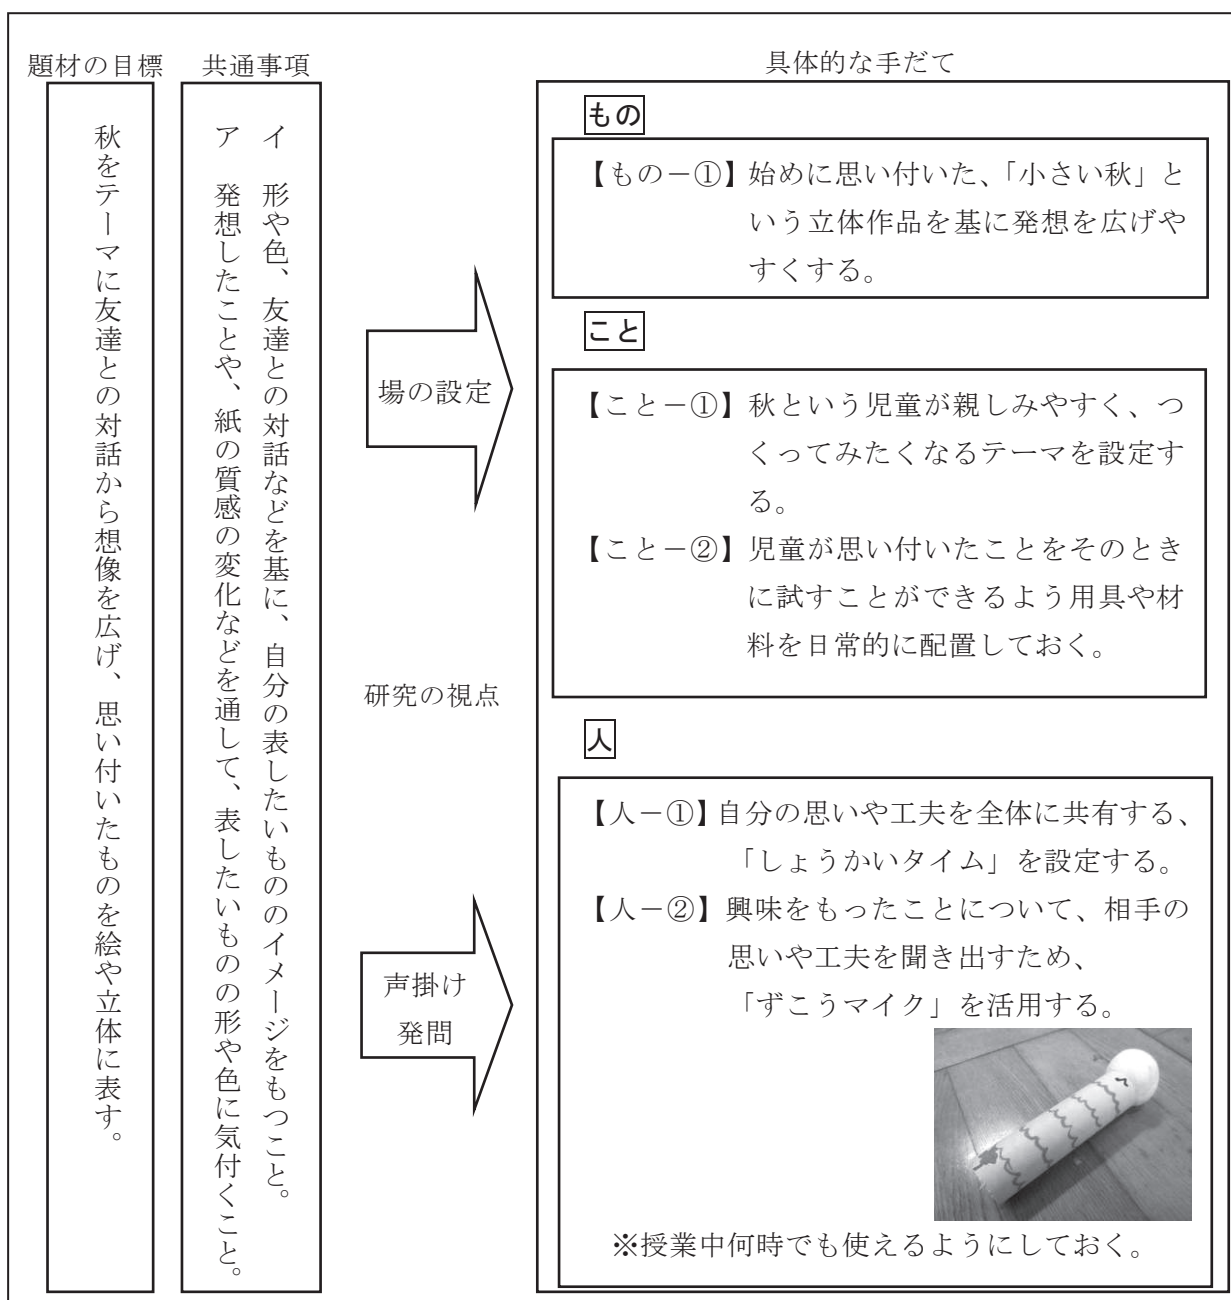 題材の目標
秋をテーマに友達との対話から想像を広げ、思い付いたものを絵や立体に表す。
共通事項
イ　形や色、友達との対話などを基に、自分の表したいもののイメージをもつこと。
ア　発想したことや、紙の質感の変化などを通して、表したいものの形や色に気付くこと。
研究の視点
場の設定
声掛け
発問
具体的な手だて
もの
【もの－①】始めに思い付いた、「小さい秋」と
いう立体作品を基に発想を広げや
すくする。
こと
【こと－①】秋という児童が親しみやすく、つ
くってみたくなるテーマを設定す
る。
【こと－②】児童が思い付いたことをそのとき
に試すことができるよう用具や材
料を日常的に配置しておく。
人
【人－①】自分の思いや工夫を全体に共有する、
「しょうかいタイム」を設定する。
【人－②】興味をもったことについて、相手の
思いや工夫を聞き出すため、
「ずこうマイク」を活用する。
※授業中何時でも使えるようにしておく。